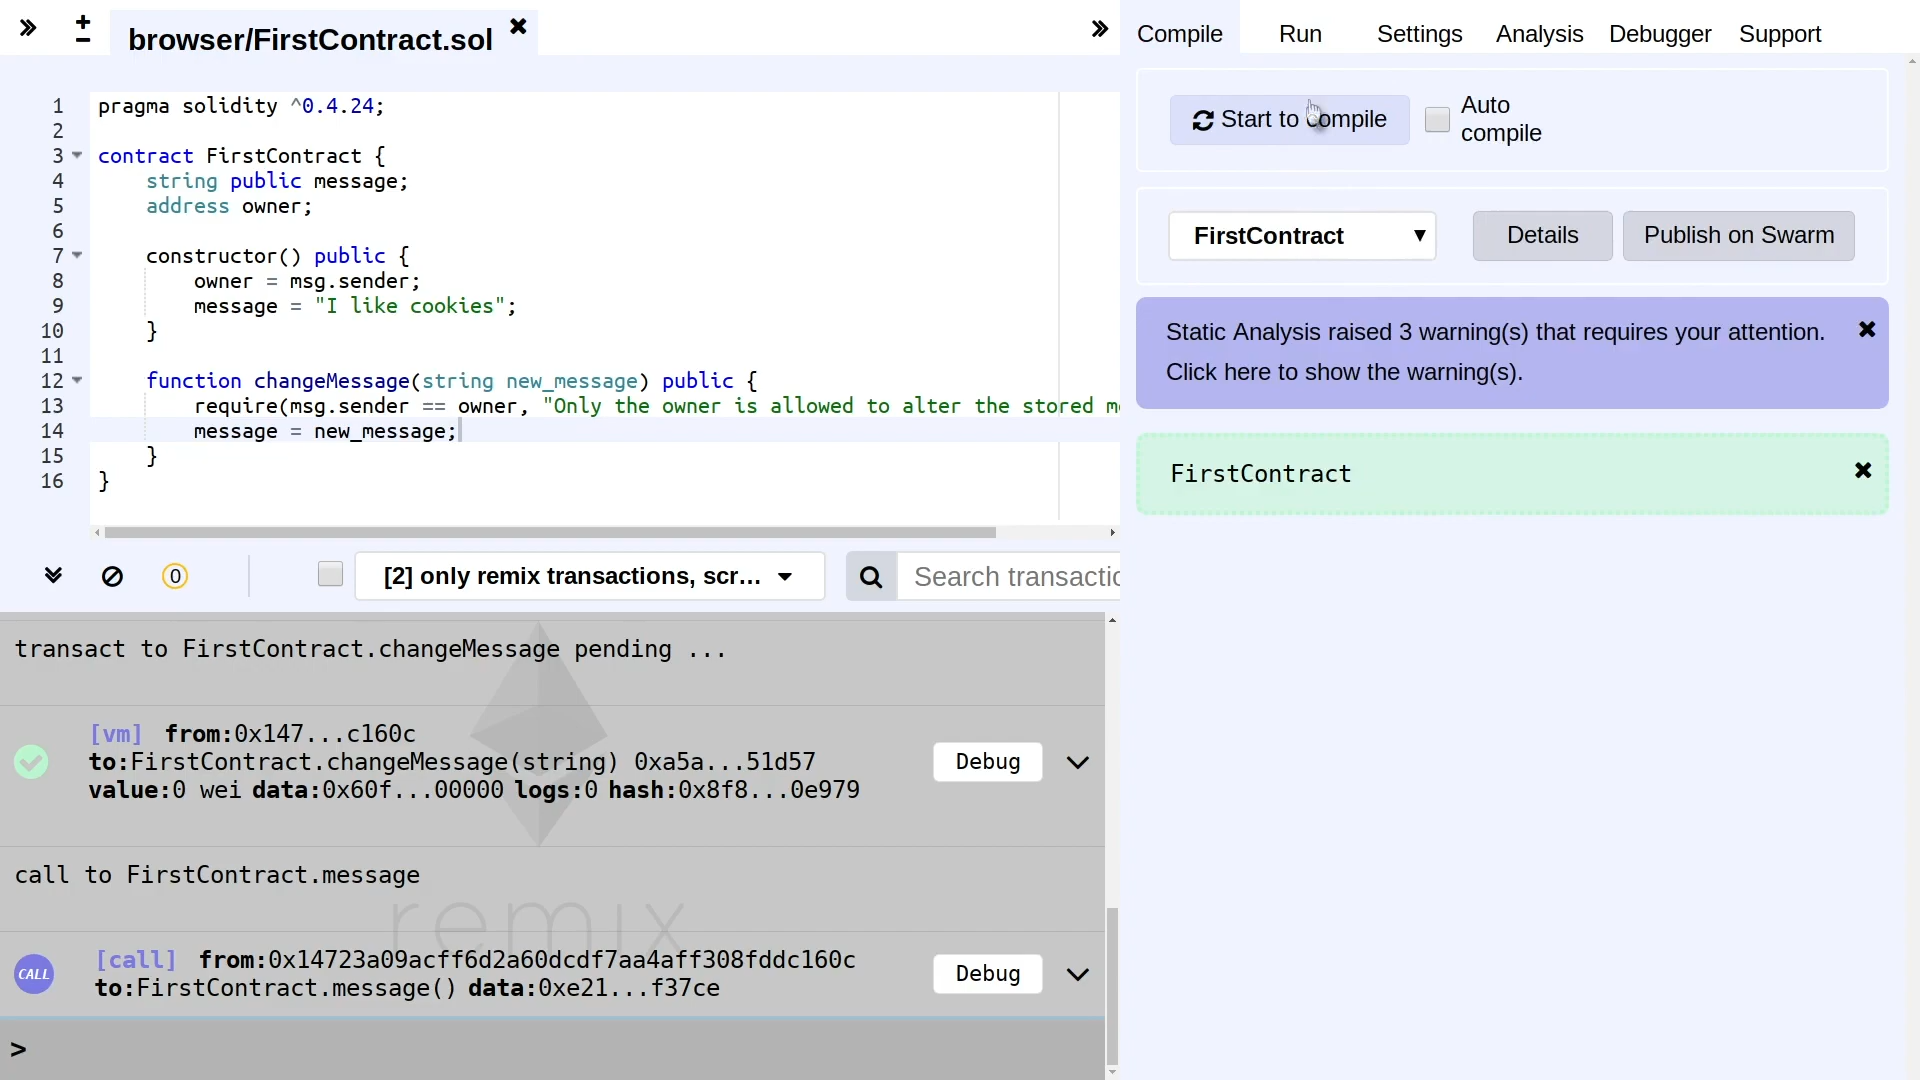 browser/FirstContract.sol
Compile Run Settings Analysis Debugger Support
1 pragma solidity ^0.4.24;
2
3 contract FirstContract {
4 string public message;
5 address owner;
6
7 constructor() public {
8 owner = msg.sender;
9 message = "I like cookies";
10 }
11
12 function changeMessage(string new_message) public {
13 require(msg.sender == owner, "Only the owner is allowed to alter the stored
14 message = new_message;
15 }
16 }
Start to compile
Auto
compile
FirstContract
Details
Publish on Swarm
Static Analysis raised 3 warning(s) that requires your attention.
Click here to show the warning(s).
FirstContract
0
[2] only remix transactions, scr...
Search transactio
transact to FirstContract.changeMessage pending ...
[vm] from:0x147...c160c
to:FirstContract.changeMessage(string) 0xa5a...51d57
value:0 wei data:0x60f...00000 logs:0 hash:0x8f8...0e979
Debug
call to FirstContract.message
remix
CALL
[call] from:0x14723a09acff6d2a60dcdf7aa4aff308fddc160c
to:FirstContract.message() data:0xe21...f37ce
Debug
>